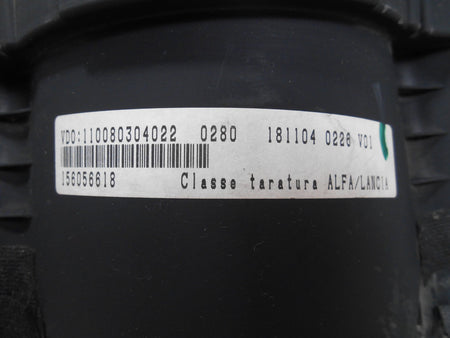 VDO:110080304022 0280 181104 0226 V01
156056618 Classe taratura ALFA/LANCIA